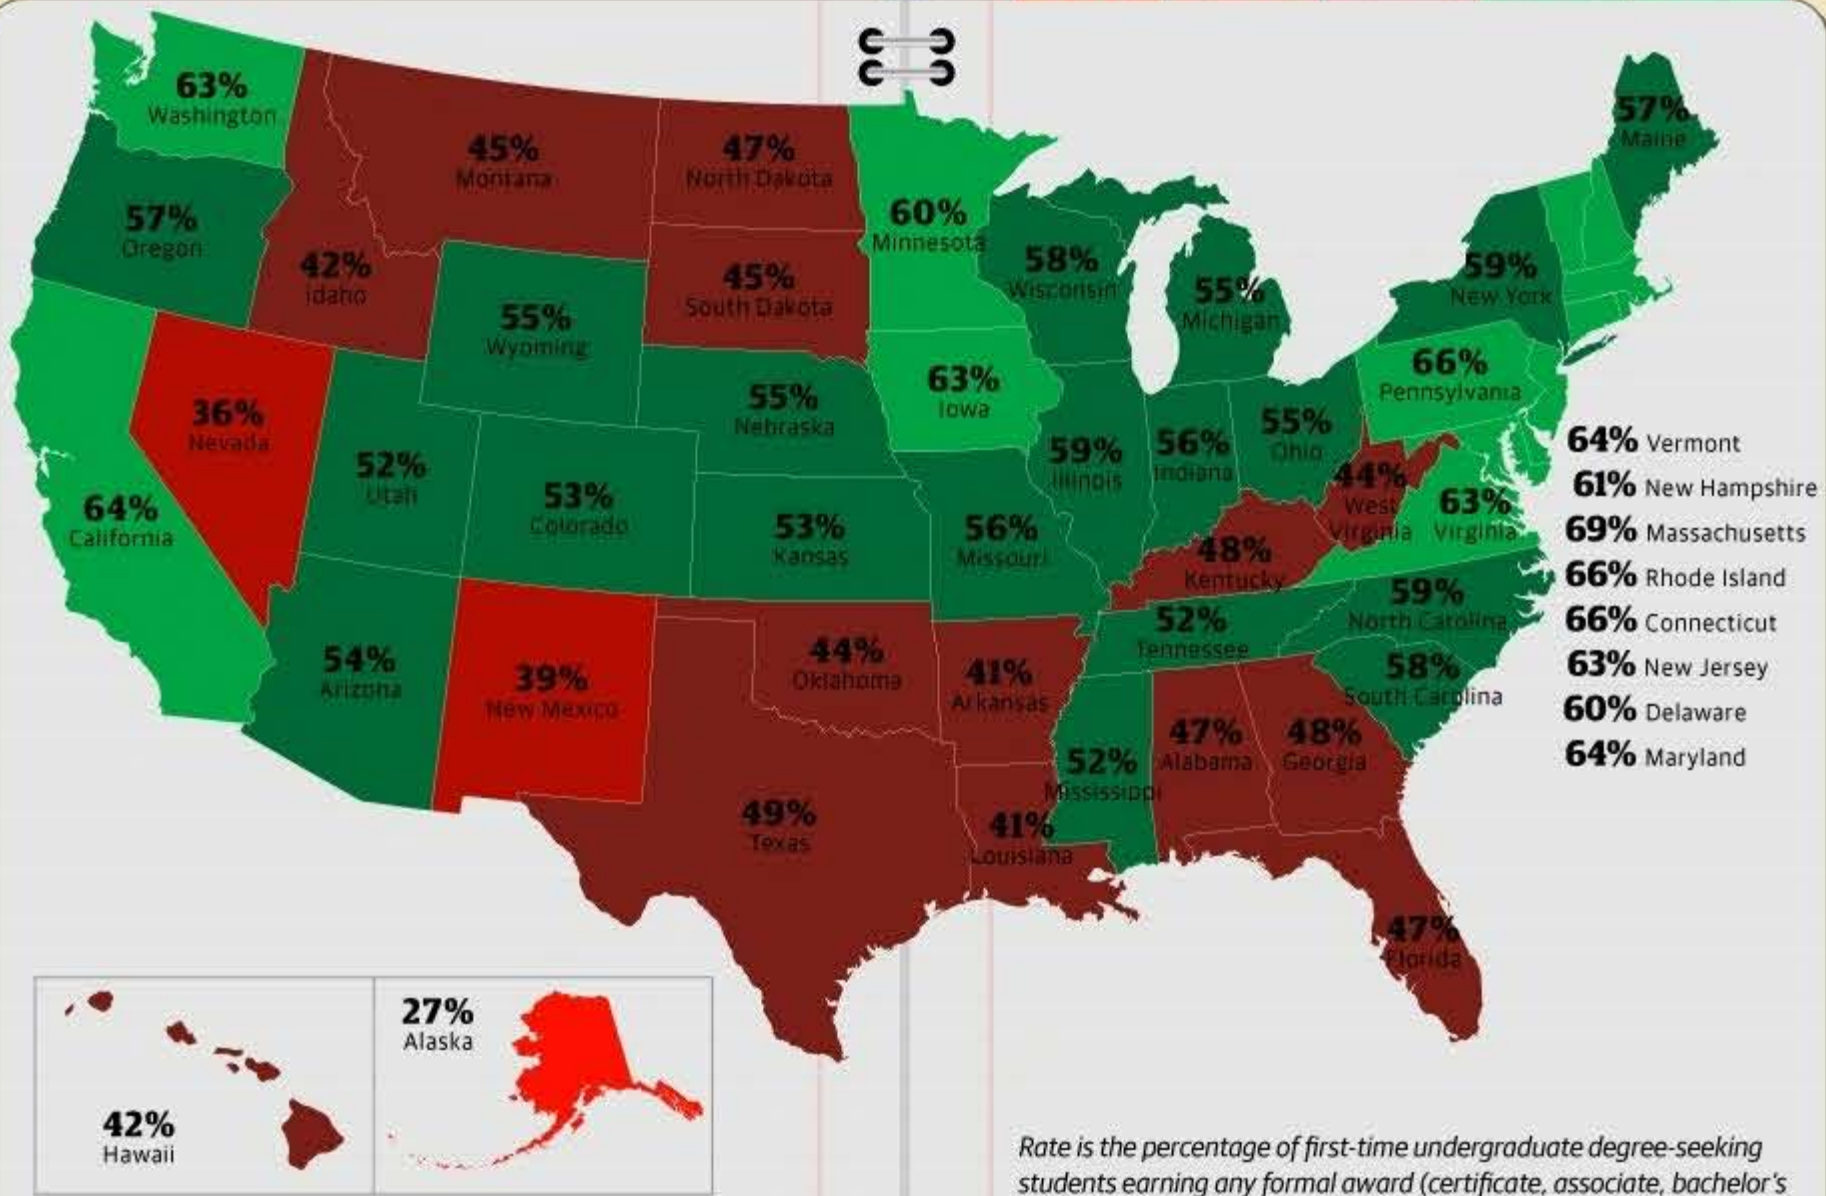 63%
Washington
45%
Montana
47%
North Dakota
57%
Maine
57%
Oregon
42%
Idaho
60%
Minnesota
58%
Wisconsin
55%
Michigan
59%
New York
45%
South Dakota
55%
Wyoming
66%
Pennsylvania
36%
Nevada
55%
Nebraska
63%
Iowa
59%
Illinois
56%
Indiana
55%
Ohio
44%
West
Virginia
63%
Virginia
64% Vermont
61% New Hampshire
69% Massachusetts
66% Rhode Island
66% Connecticut
63% New Jersey
60% Delaware
64% Maryland
64%
California
52%
Utah
53%
Colorado
53%
Kansas
56%
Missouri
48%
Kentucky
59%
North Carolina
52%
Tennessee
58%
South Carolina
54%
Arizona
39%
New Mexico
44%
Oklahoma
41%
Arkansas
52%
Mississippi
47%
Alabama
48%
Georgia
49%
Texas
41%
Louisiana
47%
Florida
42%
Hawaii
27%
Alaska
Rate is the percentage of first-time undergraduate degree-seeking
students earning any formal award (certificate, associate, bachelor's